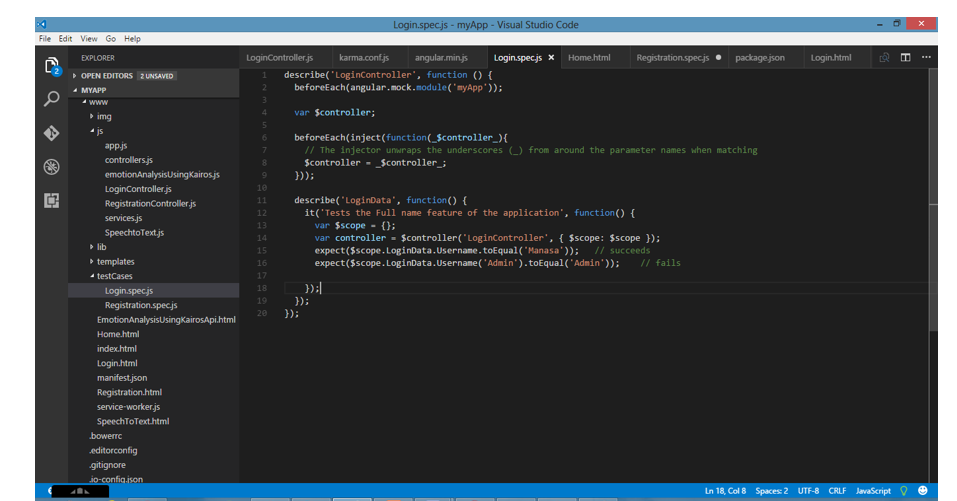 Login.spec.js - myApp - Visual Studio Code
File Edit View Go Help
EXPLORER
LoginController.js karma.conf.js angular.min.js Login.spec.js Home.html Registration.spec.js package.json Login.html
2
OPEN EDITORS 2 UNSAVED
MYAPP
www
img
js
app.js
controllers.js
emotionAnalysisUsingKairos.js
LoginController.js
RegistrationController.js
services.js
SpeechtoText.js
lib
templates
testCases
Login.spec.js
Registration.spec.js
EmotionAnalysisUsingKairosApi.html
Home.html
index.html
Login.html
manifest.json
Registration.html
service-worker.js
SpeechToText.html
.bowerrc
.editorconfig
.gitignore
.io-config.json
1 describe('LoginController', function () {
2 beforeEach(angular.mock.module('myApp'));
3
4 var $controller;
5
6 beforeEach(inject(function(_$controller_){
7 // The injector unwraps the underscores (_) from around the parameter names when matching
8 $controller = _$controller_;
9 }));
10
11 describe('LoginData', function() {
12 it('Tests the Full name feature of the application', function() {
13 var $scope = {};
14 var controller = $controller('LoginController', { $scope: $scope });
15 expect($scope.LoginData.Username.toEqual('Manasa')); // succeeds
16 expect($scope.LoginData.Username('Admin').toEqual('Admin')); // fails
17
18 });
19 });
20 });
Ln 18, Col 8 Spaces: 2 UTF-8 CRLF JavaScript